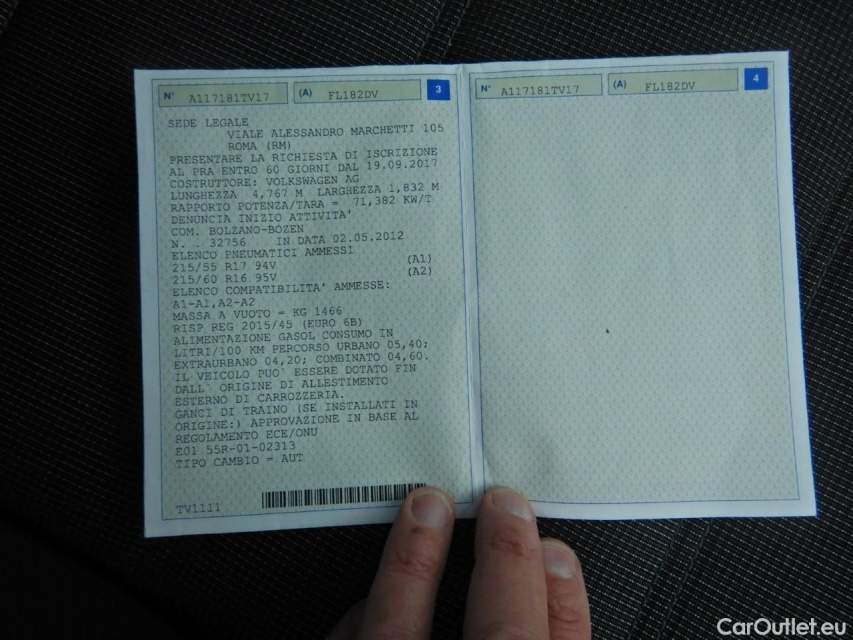 N° A117181TV17 (A) FL182DV 3
SEDE LEGALE
VIALE ALESSANDRO MARCHETTI 105
ROMA (RM)
PRESENTARE LA RICHIESTA DI ISCRIZIONE
AL PRA ENTRO 60 GIORNI DAL 19.09.2017
COSTRUTTORE: VOLKSWAGEN AG
LUNGHEZZA 4,767 M LARGHEZZA 1,832 M
RAPPORTO POTENZA/TARA = 71,382 KW/T
DENUNCIA INIZIO ATTIVITA'
COM. BOLZANO-BOZEN
N. . 32756 IN DATA 02.05.2012
ELENCO PNEUMATICI AMMESSI
215/55 R17 94V (A1)
215/60 R16 95V (A2)
ELENCO COMPATIBILITA' AMMESSE:
A1-A1,A2-A2
MASSA A VUOTO = KG 1466
RISP REG 2015/45 (EURO 6B)
ALIMENTAZIONE GASOL CONSUMO IN
LITRI/100 KM PERCORSO URBANO 05,40;
EXTRAURBANO 04,20; COMBINATO 04,60.
IL VEICOLO PUO' ESSERE DOTATO FIN
DALL' ORIGINE DI ALLESTIMENTO
ESTERNO DI CARROZZERIA.
GANCI DI TRAINO (SE INSTALLATI IN
ORIGINE:) APPROVAZIONE IN BASE AL
REGOLAMENTO ECE/ONU
E01 55R-01-02313
TIPO CAMBIO = AUT
TV1111
N° A117181TV17 (A) FL182DV 4
CarOutlet.eu